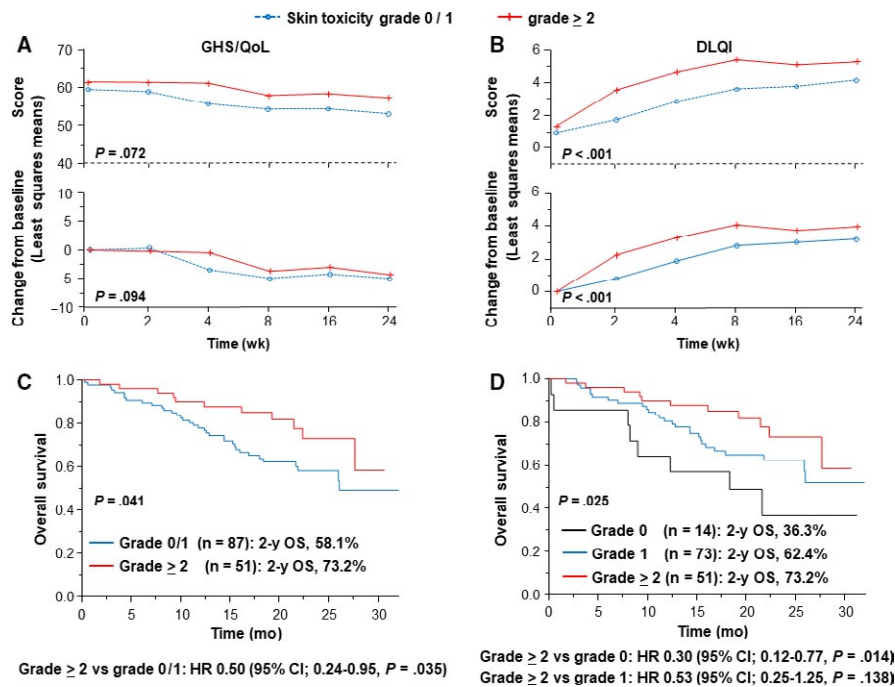 Skin toxicity grade 0 / 1
grade ≥ 2
A
GHS/QoL
Score
(Least squares means)
70
60
50
40
P = .072
Change from baseline
10
5
0
5
−10
P = .094
0 2 4 8 16 24
Time (wk)
B
DLQI
Score
(Least squares means)
6
4
2
0
P < .001
Change from baseline
6
4
2
0
P < .001
0 2 4 8 16 24
Time (wk)
C
Overall survival
1.0
0.8
0.6
0.4
0.2
0.0
P = .041
Grade 0/1 (n = 87): 2-y OS, 58.1%
Grade ≥ 2 (n = 51): 2-y OS, 73.2%
0 5 10 15 20 25 30
Time (mo)
Grade ≥ 2 vs grade 0/1: HR 0.50 (95% CI; 0.24-0.95, P = .035)
D
Overall survival
1.0
0.8
0.6
0.4
0.2
0.0
P = .025
Grade 0 (n = 14): 2-y OS, 36.3%
Grade 1 (n = 73): 2-y OS, 62.4%
Grade ≥ 2 (n = 51): 2-y OS, 73.2%
0 5 10 15 20 25 30
Time (mo)
Grade ≥ 2 vs grade 0: HR 0.30 (95% CI; 0.12-0.77, P = .014)
Grade ≥ 2 vs grade 1: HR 0.53 (95% CI; 0.25-1.25, P = .138)